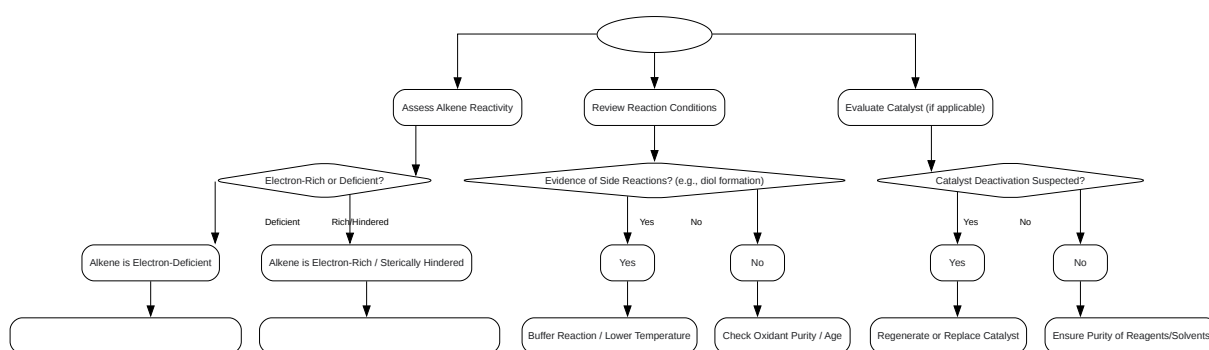 Assess Alkene Reactivity
Review Reaction Conditions
Evaluate Catalyst (if applicable)
Electron-Rich or Deficient?
Evidence of Side Reactions? (e.g., diol formation)
Catalyst Deactivation Suspected?
Deficient
Rich/Hindered
Yes
No
Yes
No
Alkene is Electron-Deficient
Alkene is Electron-Rich / Sterically Hindered
Yes
No
Yes
No
Buffer Reaction / Lower Temperature
Check Oxidant Purity / Age
Regenerate or Replace Catalyst
Ensure Purity of Reagents/Solvents